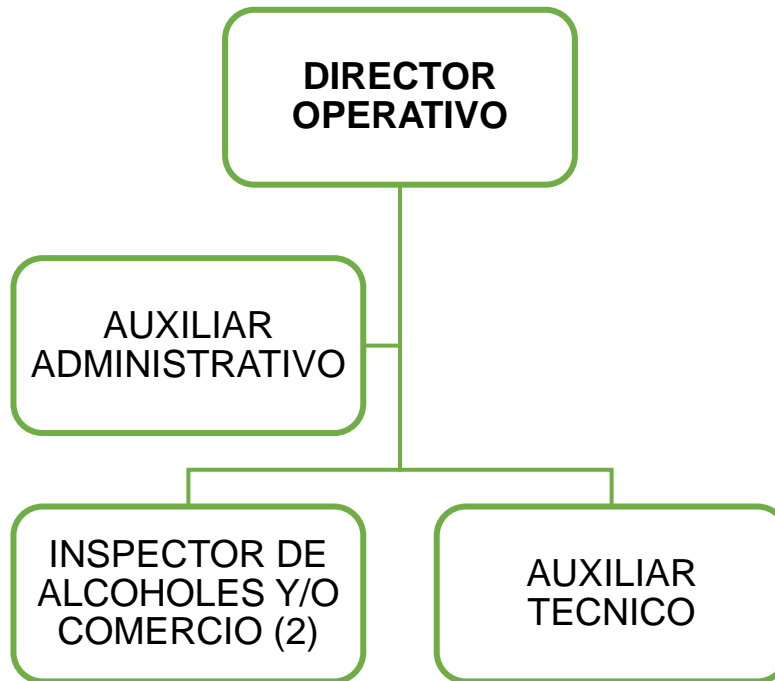 DIRECTOR
OPERATIVO
AUXILIAR
ADMINISTRATIVO
INSPECTOR DE
ALCOHOLES Y/O
COMERCIO (2)
AUXILIAR
TECNICO